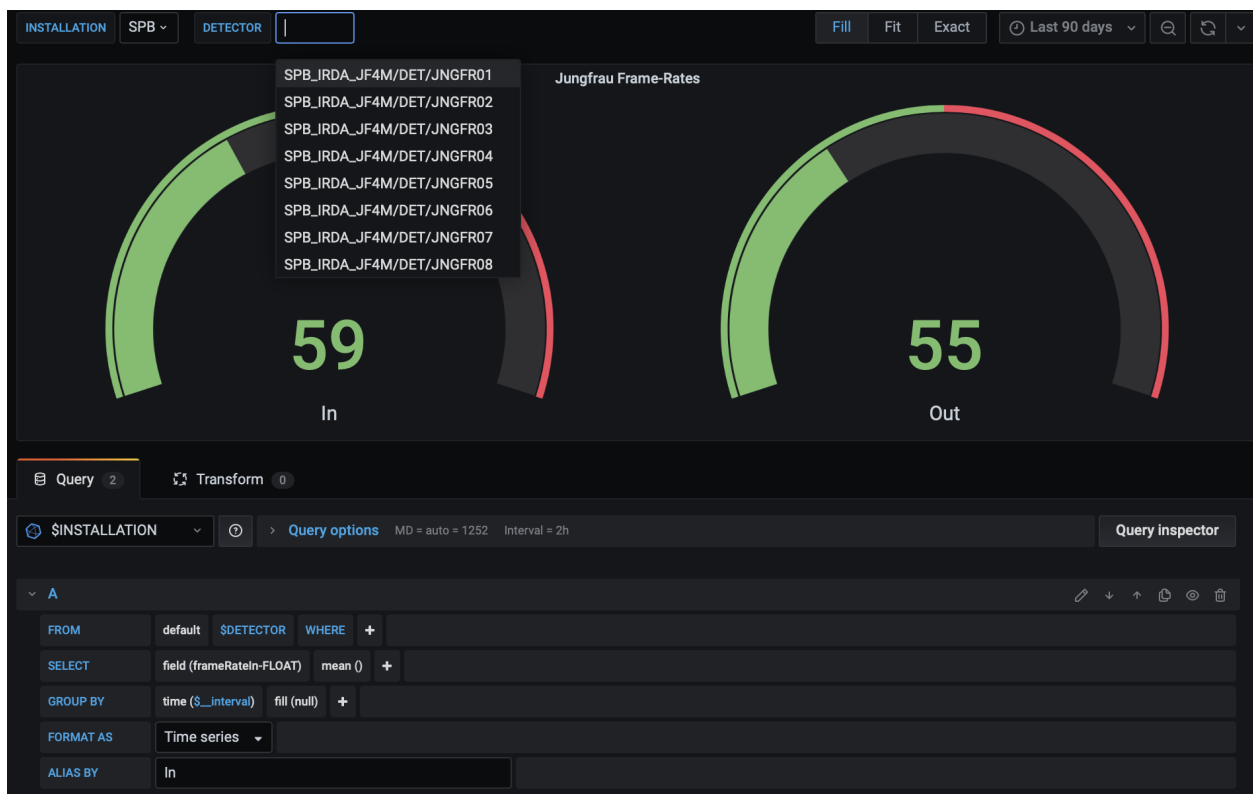 INSTALLATION SPB DETECTOR Fill Fit Exact Last 90 days
Jungfrau Frame-Rates
SPB_IRDA_JF4M/DET/JNGFR01
SPB_IRDA_JF4M/DET/JNGFR02
SPB_IRDA_JF4M/DET/JNGFR03
SPB_IRDA_JF4M/DET/JNGFR04
SPB_IRDA_JF4M/DET/JNGFR05
SPB_IRDA_JF4M/DET/JNGFR06
SPB_IRDA_JF4M/DET/JNGFR07
SPB_IRDA_JF4M/DET/JNGFR08
59 55
In Out
Query 2 Transform 0
$INSTALLATION Query options MD = auto = 1252 Interval = 2h Query inspector
A
FROM default $DETECTOR WHERE +
SELECT field (frameRateIn-FLOAT) mean () +
GROUP BY time ($__interval) fill (null) +
FORMAT AS Time series
ALIAS BY In